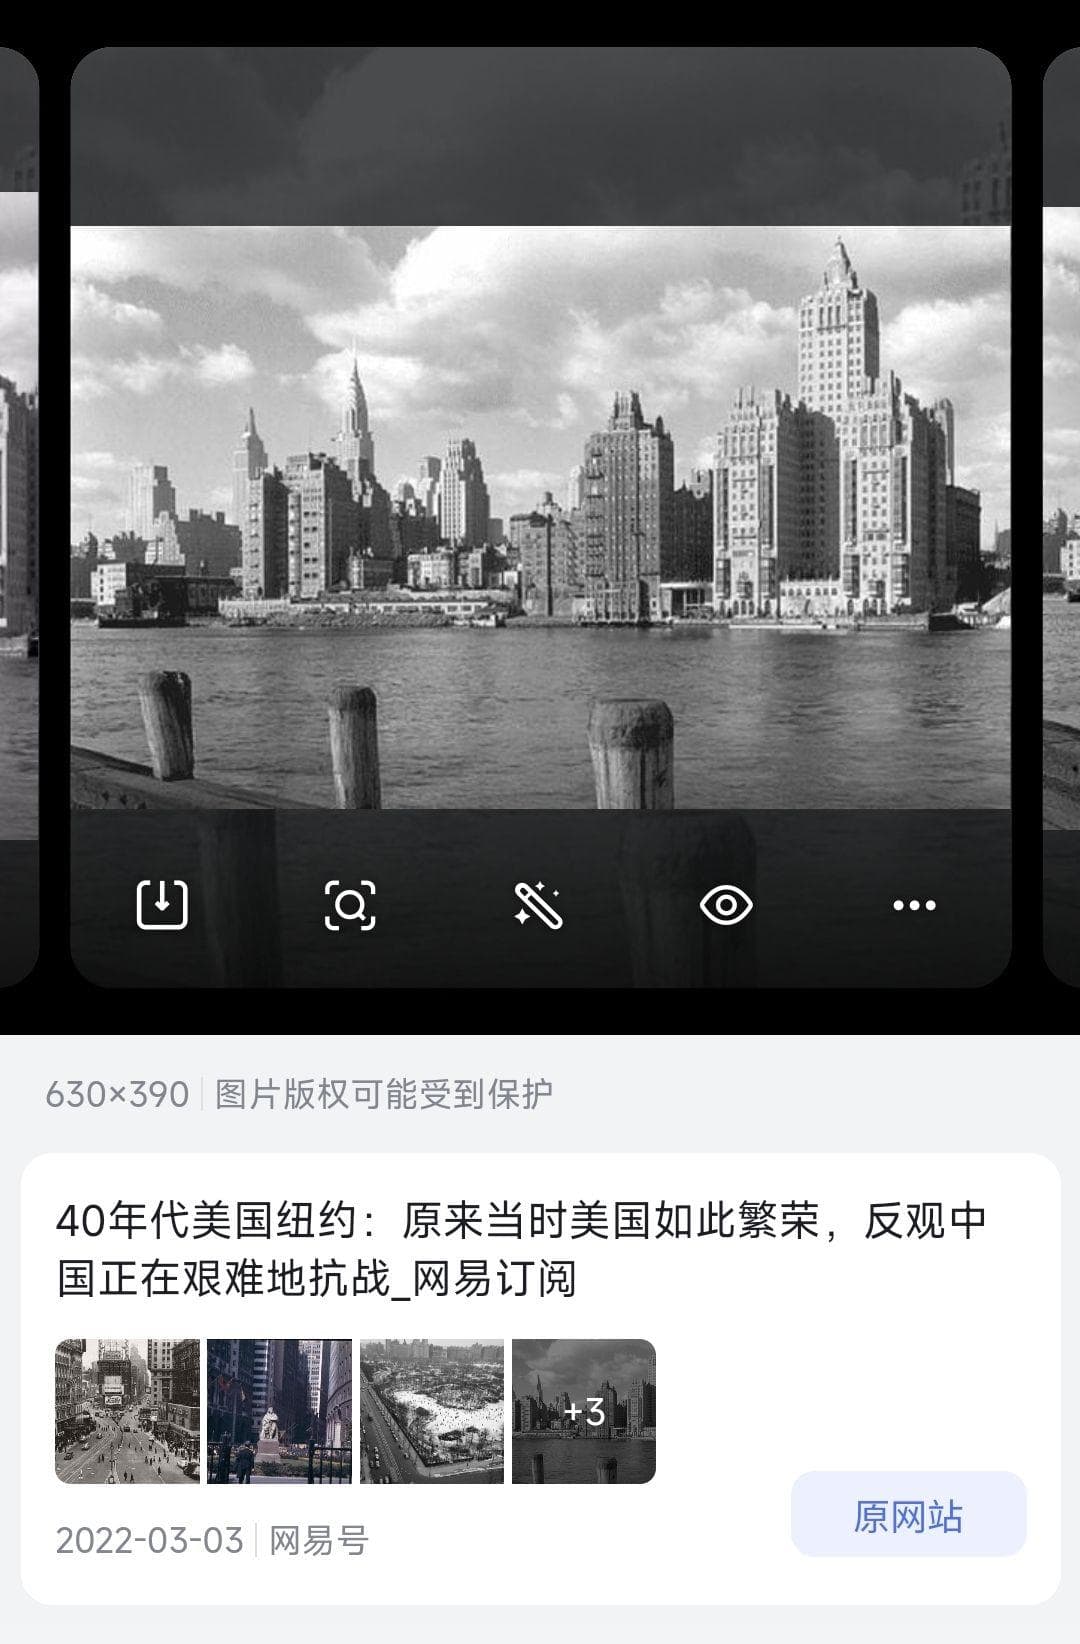 630×390 图片版权可能受到保护
40年代美国纽约：原来当时美国如此繁荣，反观中
国正在艰难地抗战_网易订阅
+3
2022-03-03 网易号
原网站